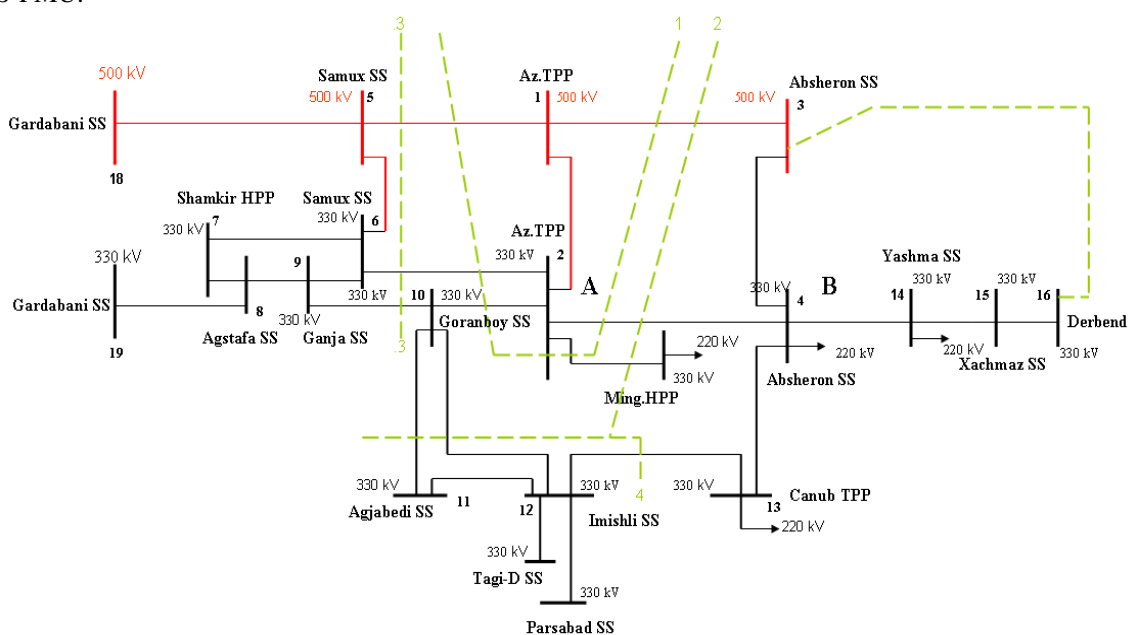 s PMU.
3
1
2
500 kV
Samux SS
Az.TPP
Absheron SS
500 kV
5
1
500 kV
500 kV
3
Gardabani SS
18
Shamkir HPP
Samux SS
330 kV
6
7
330 kV
Az.TPP
330 kV
9
330 kV
2
Yashma SS
330 kV
330 kV
10
330 kV
A
330 kV
B
330 kV
330 kV
Gardabani SS
Goranboy SS
4
14
15
16
8
330 kV
Derbend
19
Agstafa SS
Ganja SS
.3
220 kV
220 kV
220 kV
330 kV
Absheron SS
Xachmaz SS
330 kV
Ming.HPP
330 kV
330 kV
330 kV
4
Canub TPP
Agjabedi SS
11
12
Imishli SS
13
220 kV
330 kV
Tagi-D SS
330 kV
Parsabad SS